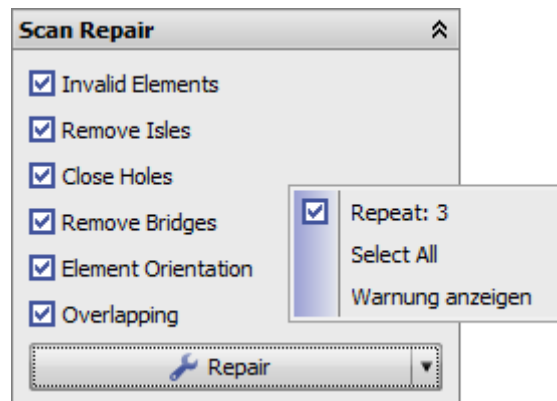 Scan Repair
Invalid Elements
Remove Isles
Close Holes
Remove Bridges
Element Orientation
Overlapping
Repair
Repeat: 3
Select All
Warnung anzeigen